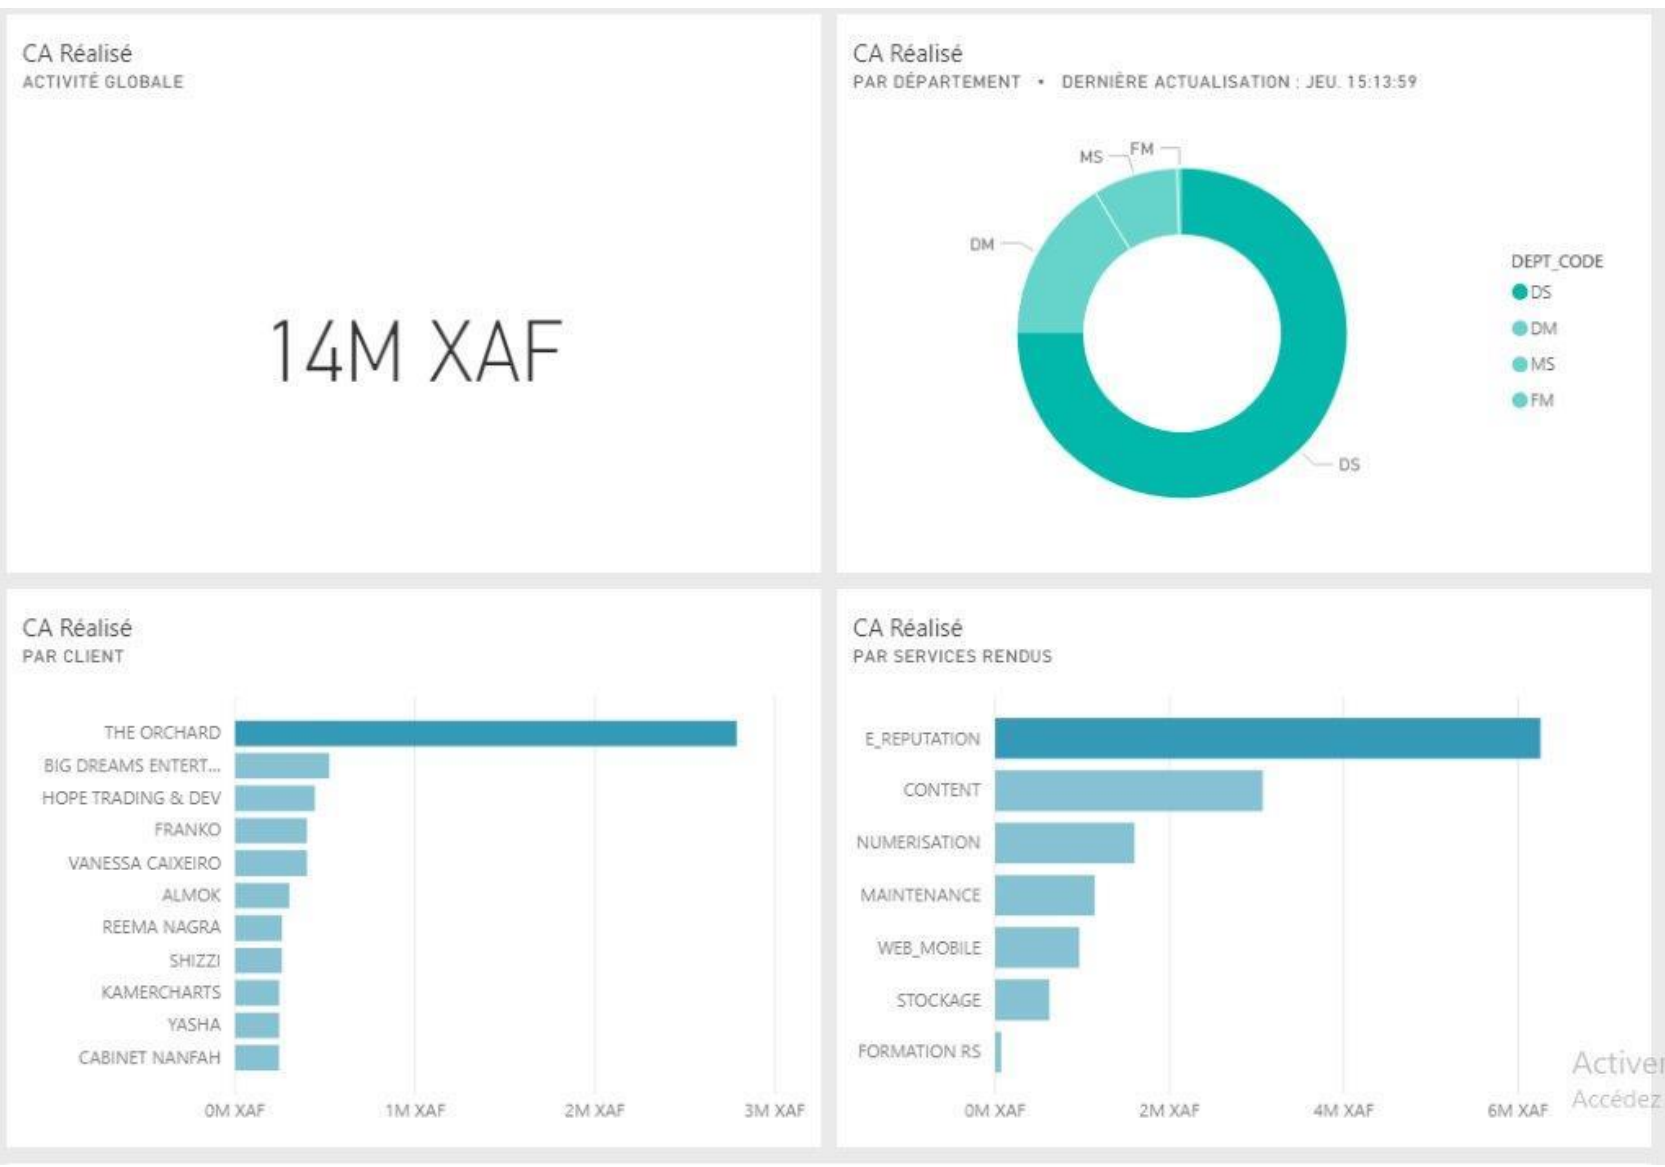 CA Réalisé
ACTIVITÉ GLOBALE
14M XAF
CA Réalisé
PAR DÉPARTEMENT • DERNIÈRE ACTUALISATION : JEU. 15:13:59
FM
MS
DM
DS
DEPT_CODE
DS
DM
MS
FM
CA Réalisé
PAR CLIENT
THE ORCHARD
BIG DREAMS ENTERT...
HOPE TRADING & DEV
FRANKO
VANESSA CAIXEIRO
ALMOK
REEMA NAGRA
SHIZZI
KAMERCHARTS
YASHA
CABINET NANFAH
0M XAF 1M XAF 2M XAF 3M XAF
CA Réalisé
PAR SERVICES RENDUS
E_REPUTATION
CONTENT
NUMERISATION
MAINTENANCE
WEB_MOBILE
STOCKAGE
FORMATION RS
0M XAF 2M XAF 4M XAF 6M XAF
Activer
Accédez